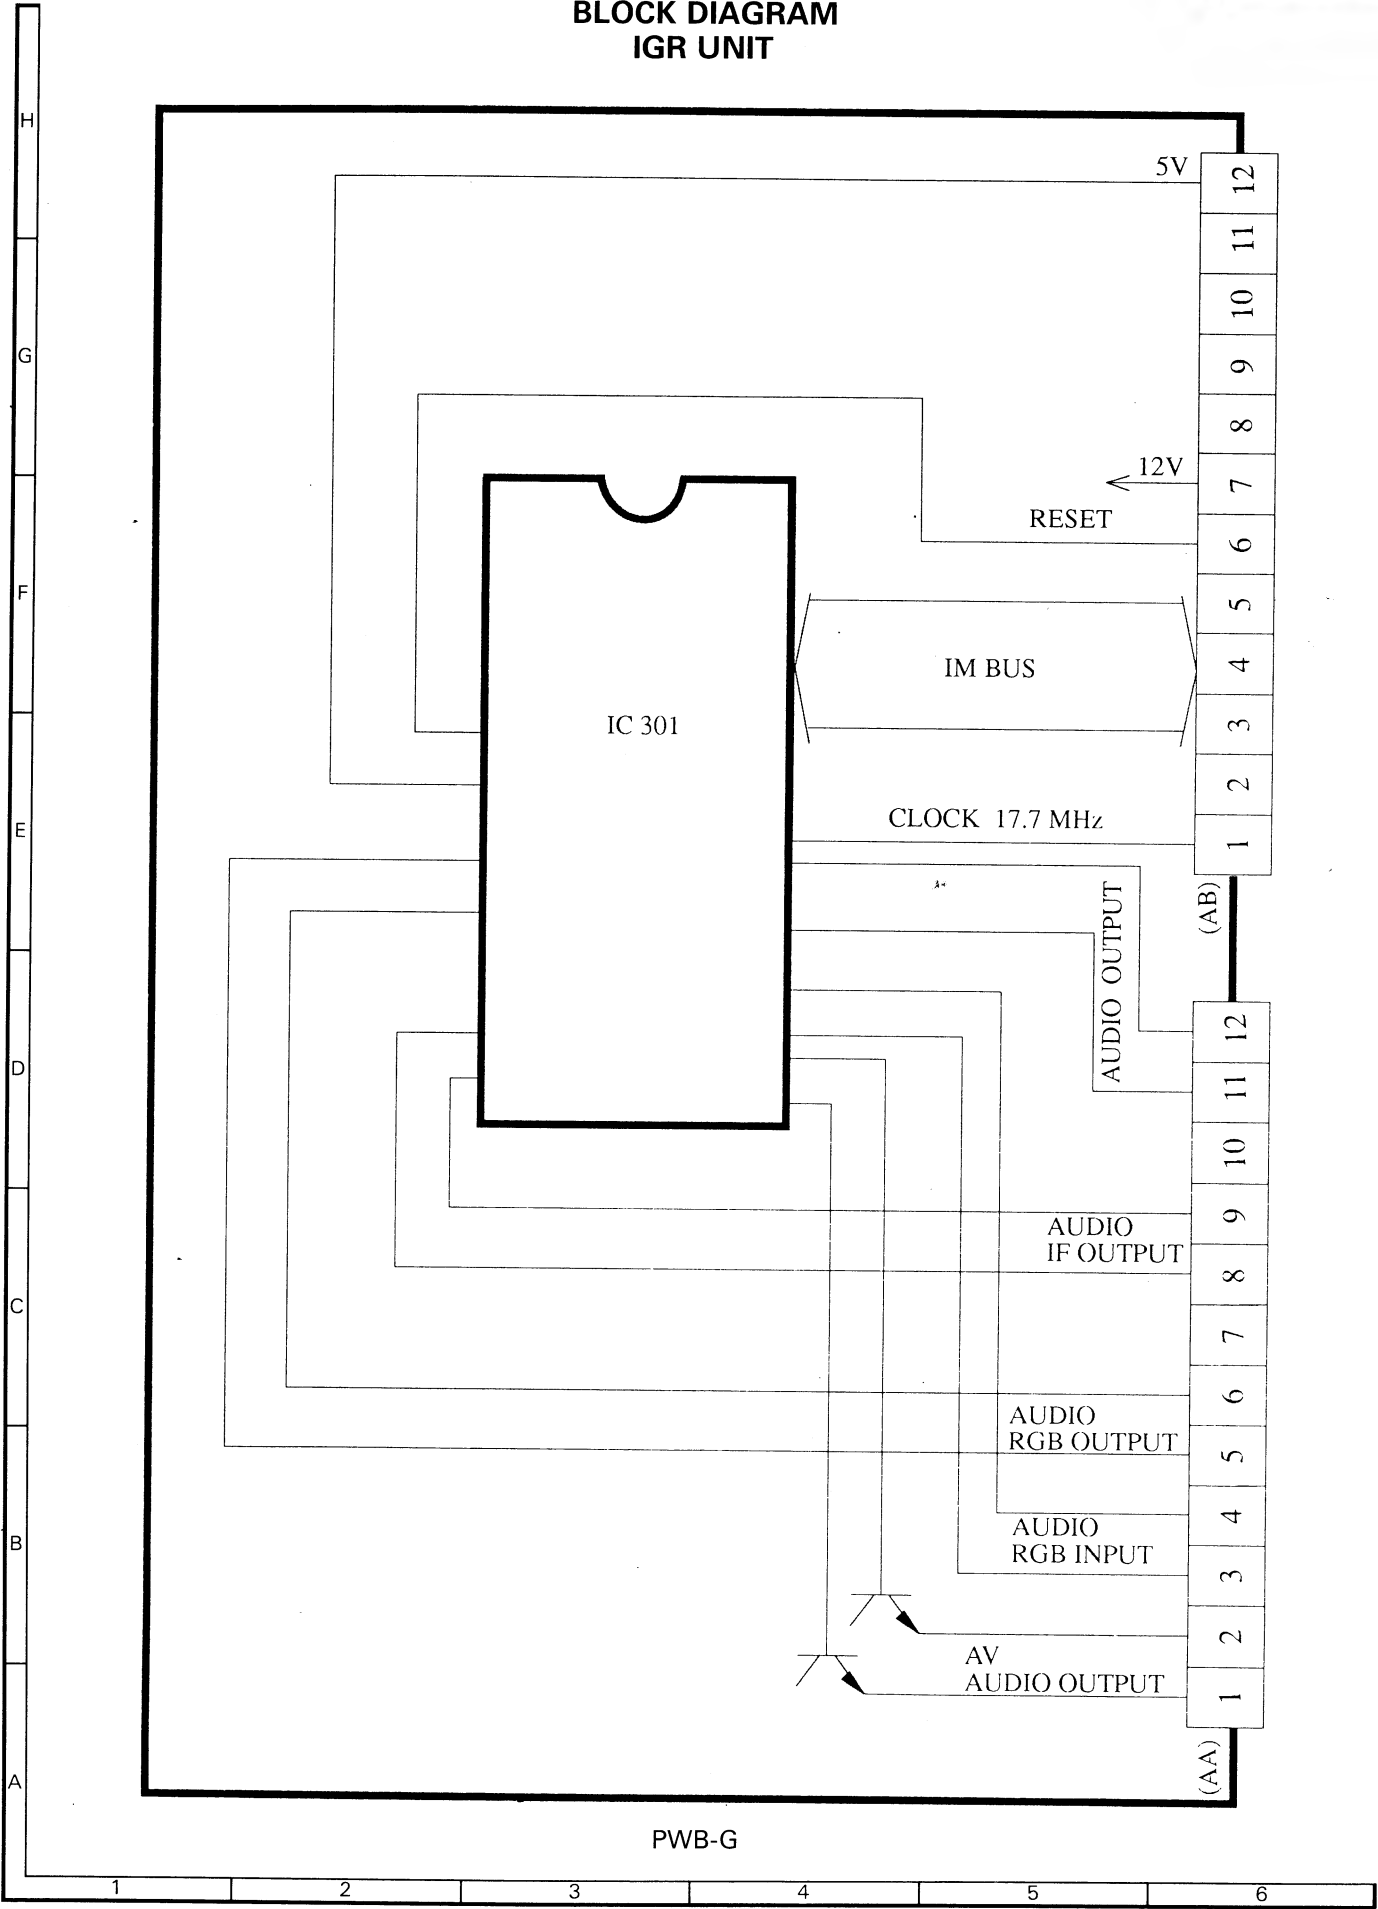 BLOCK DIAGRAM
IGR UNIT
H
G
F
E
D
C
B
A
5V
12
11
10
9
8
12V
7
RESET
6
5
IM BUS
4
3
IC 301
2
CLOCK 17.7 MHz
1
(AB)
AUDIO OUTPUT
12
11
10
9
AUDIO
IF OUTPUT
8
7
6
AUDIO
RGB OUTPUT
5
4
AUDIO
RGB INPUT
3
2
AV
AUDIO OUTPUT
1
(AA)
PWB-G
1 2 3 4 5 6